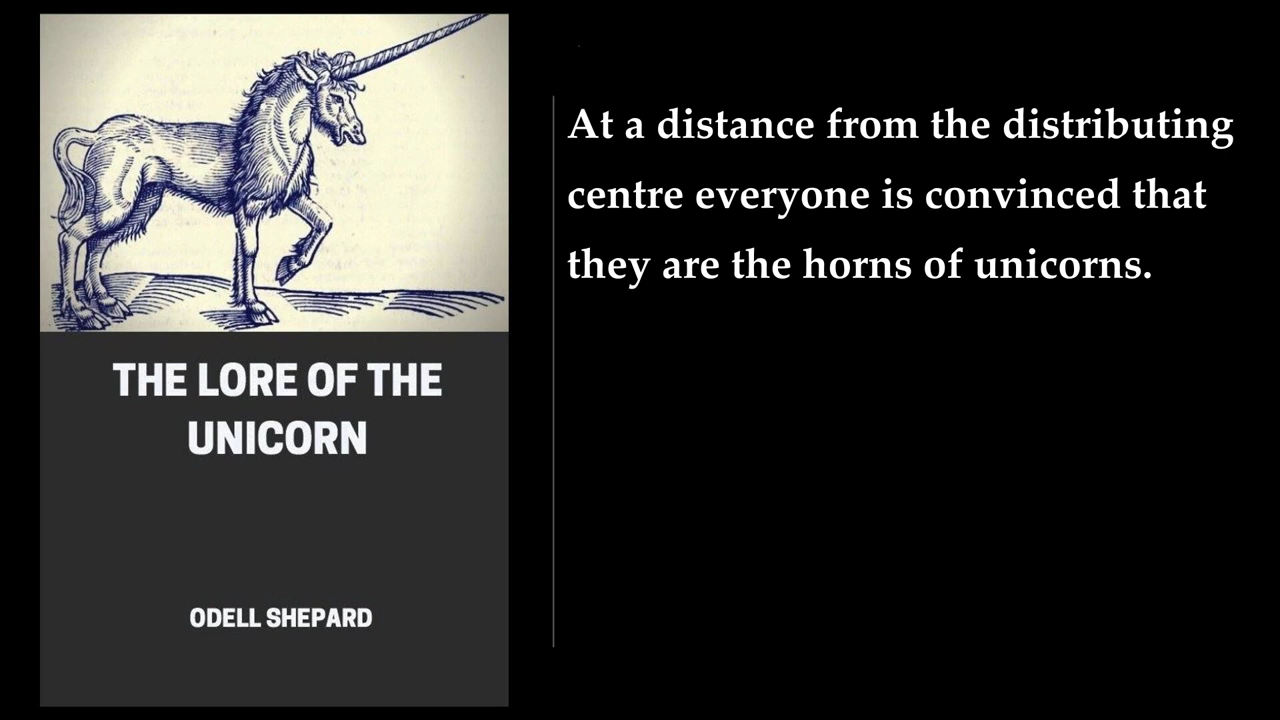 THE LORE OF THE
UNICORN
ODELL SHEPARD
At a distance from the distributing
centre everyone is convinced that
they are the horns of unicorns.